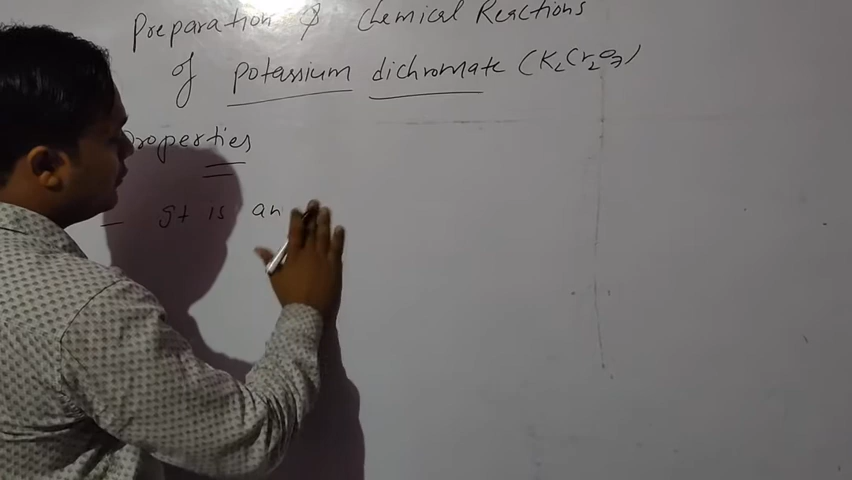 Preparation & Chemical Reactions
of potassium dichromate (K₂Cr₂O₇)
Properties
— It is an